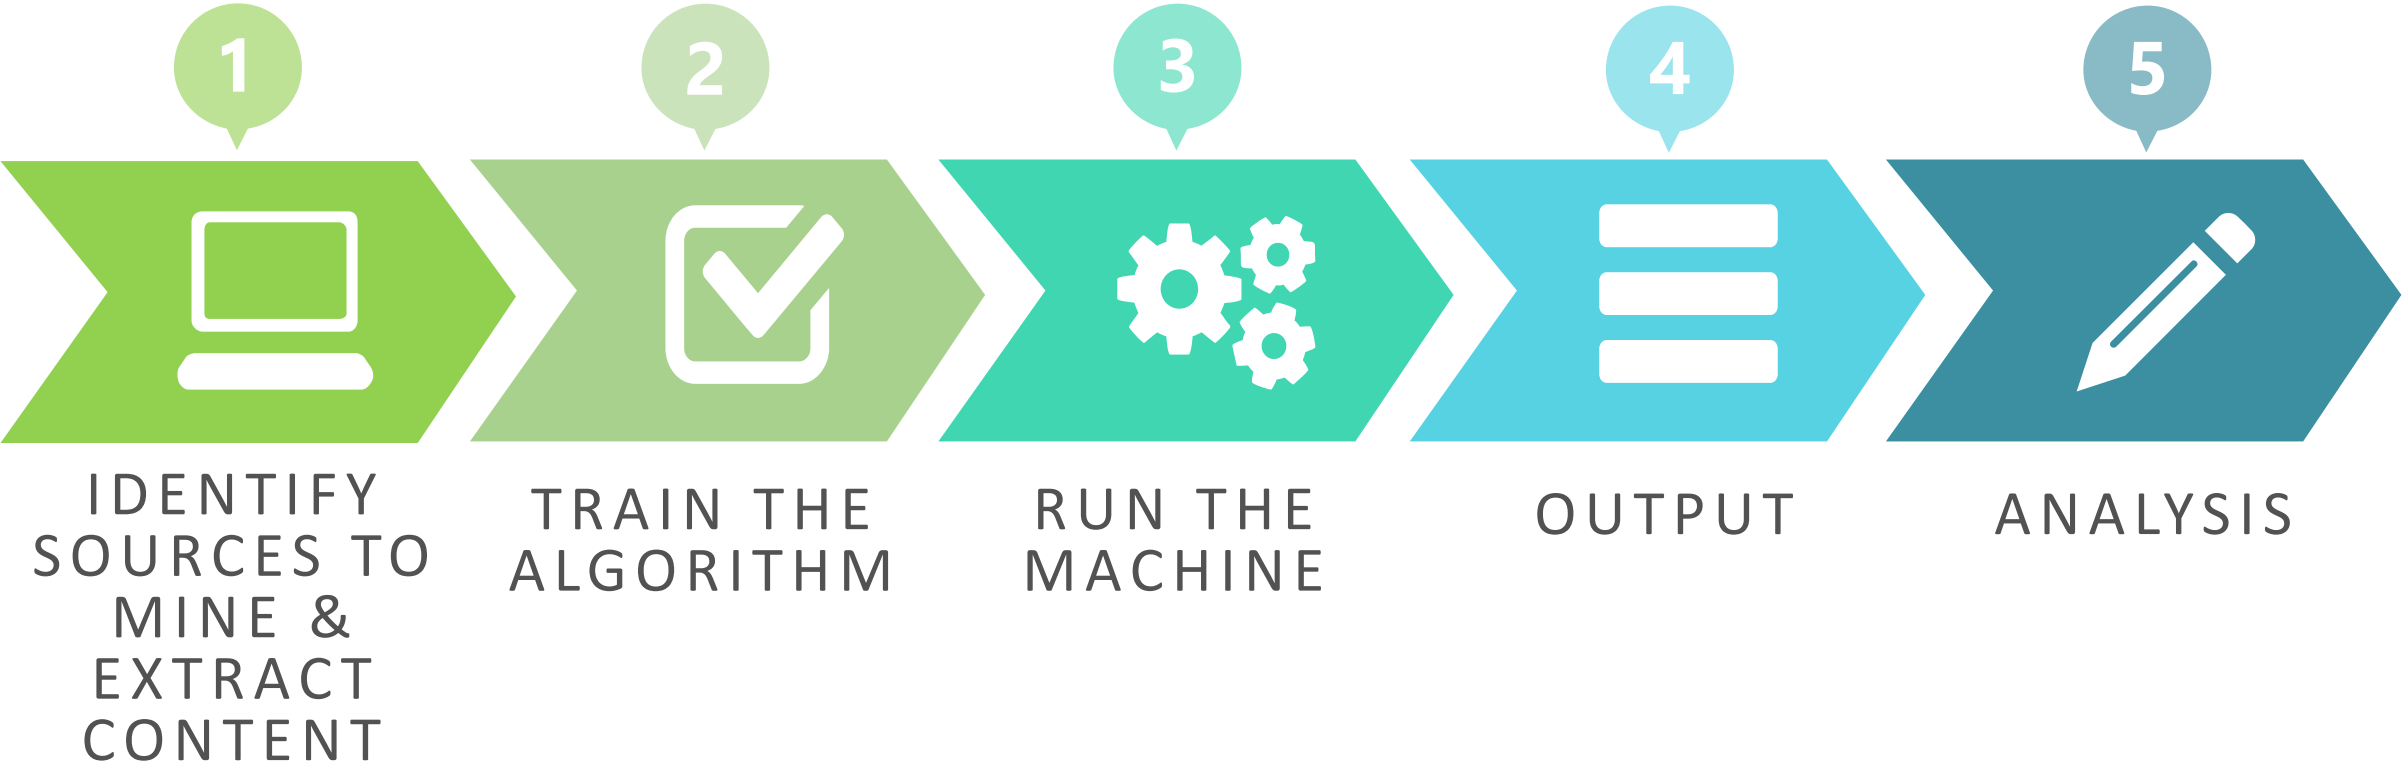 1
2
3
4
5
IDENTIFY
SOURCES TO
MINE &
EXTRACT
CONTENT
TRAIN THE
ALGORITHM
RUN THE
MACHINE
OUTPUT
ANALYSIS